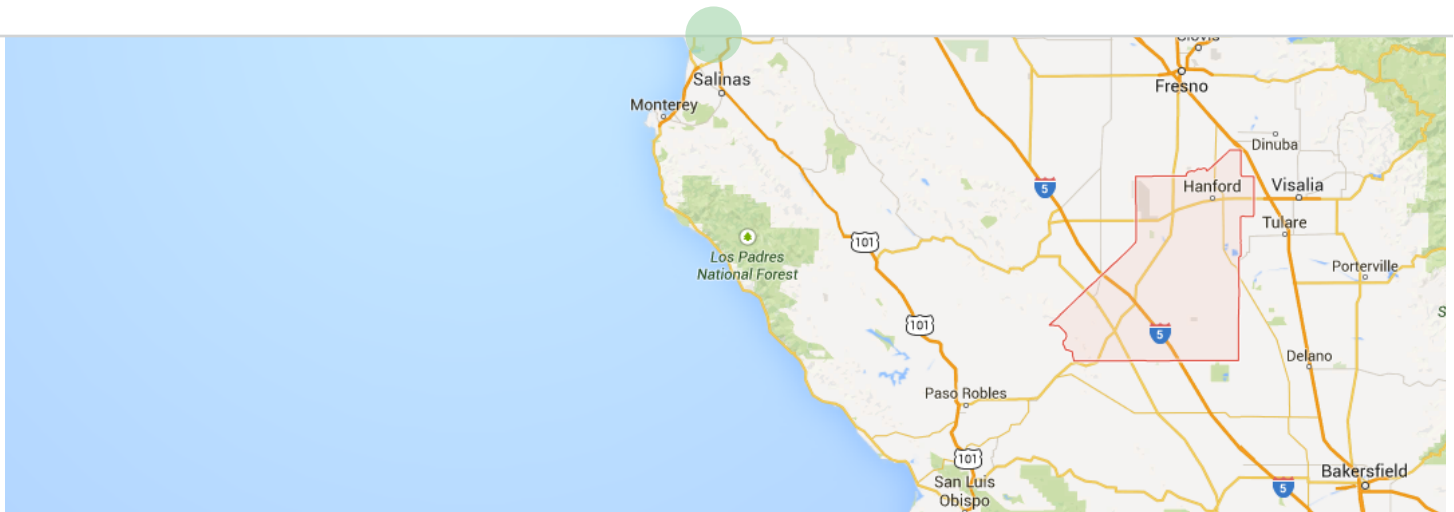 Clovis
Salinas
Fresno
Monterey
Dinuba
5
Hanford
Visalia
Tulare
101
Los Padres
National Forest
Porterville
S
101
5
Delano
Paso Robles
101
Bakersfield
San Luis
Obispo
5